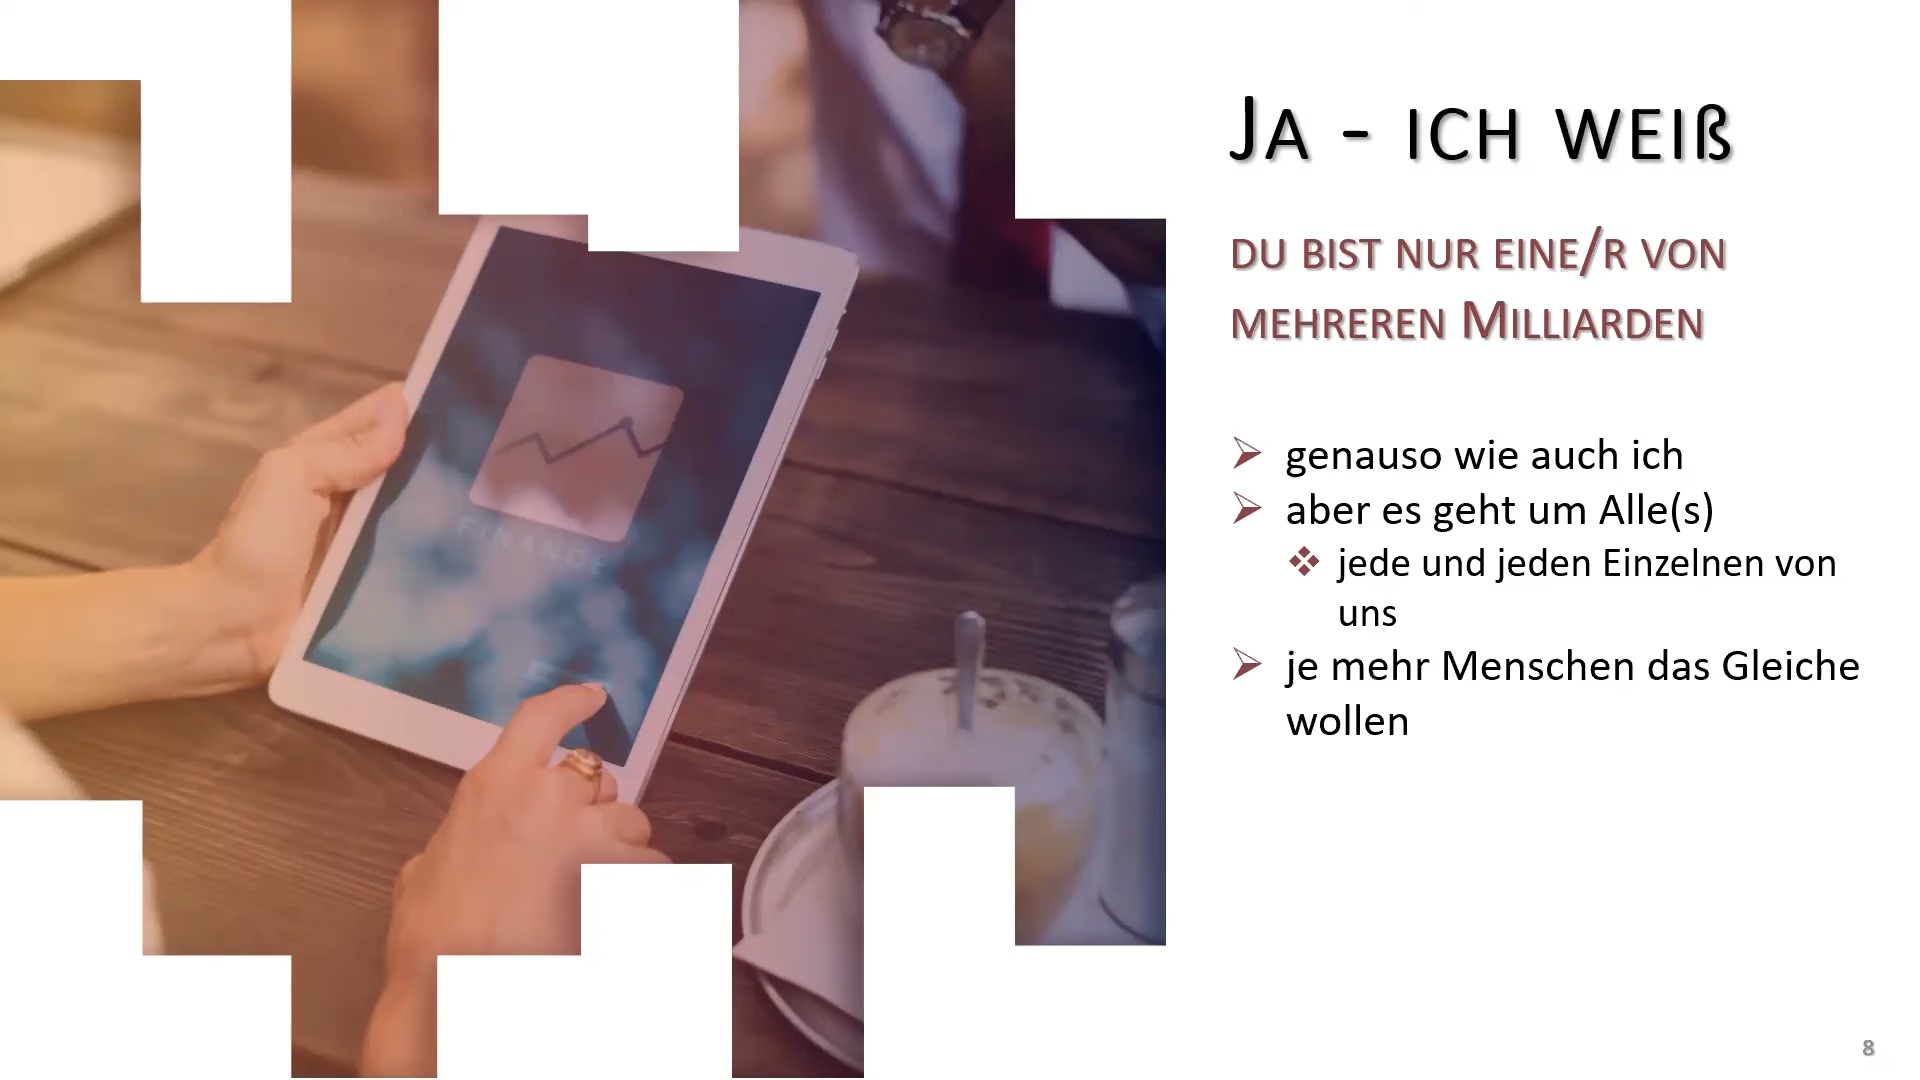 Ja - ich weiß
du bist nur eine/r von
mehreren Milliarden
genauso wie auch ich
aber es geht um Alle(s)
jede und jeden Einzelnen von
uns
je mehr Menschen das Gleiche
wollen
FINANCE
8